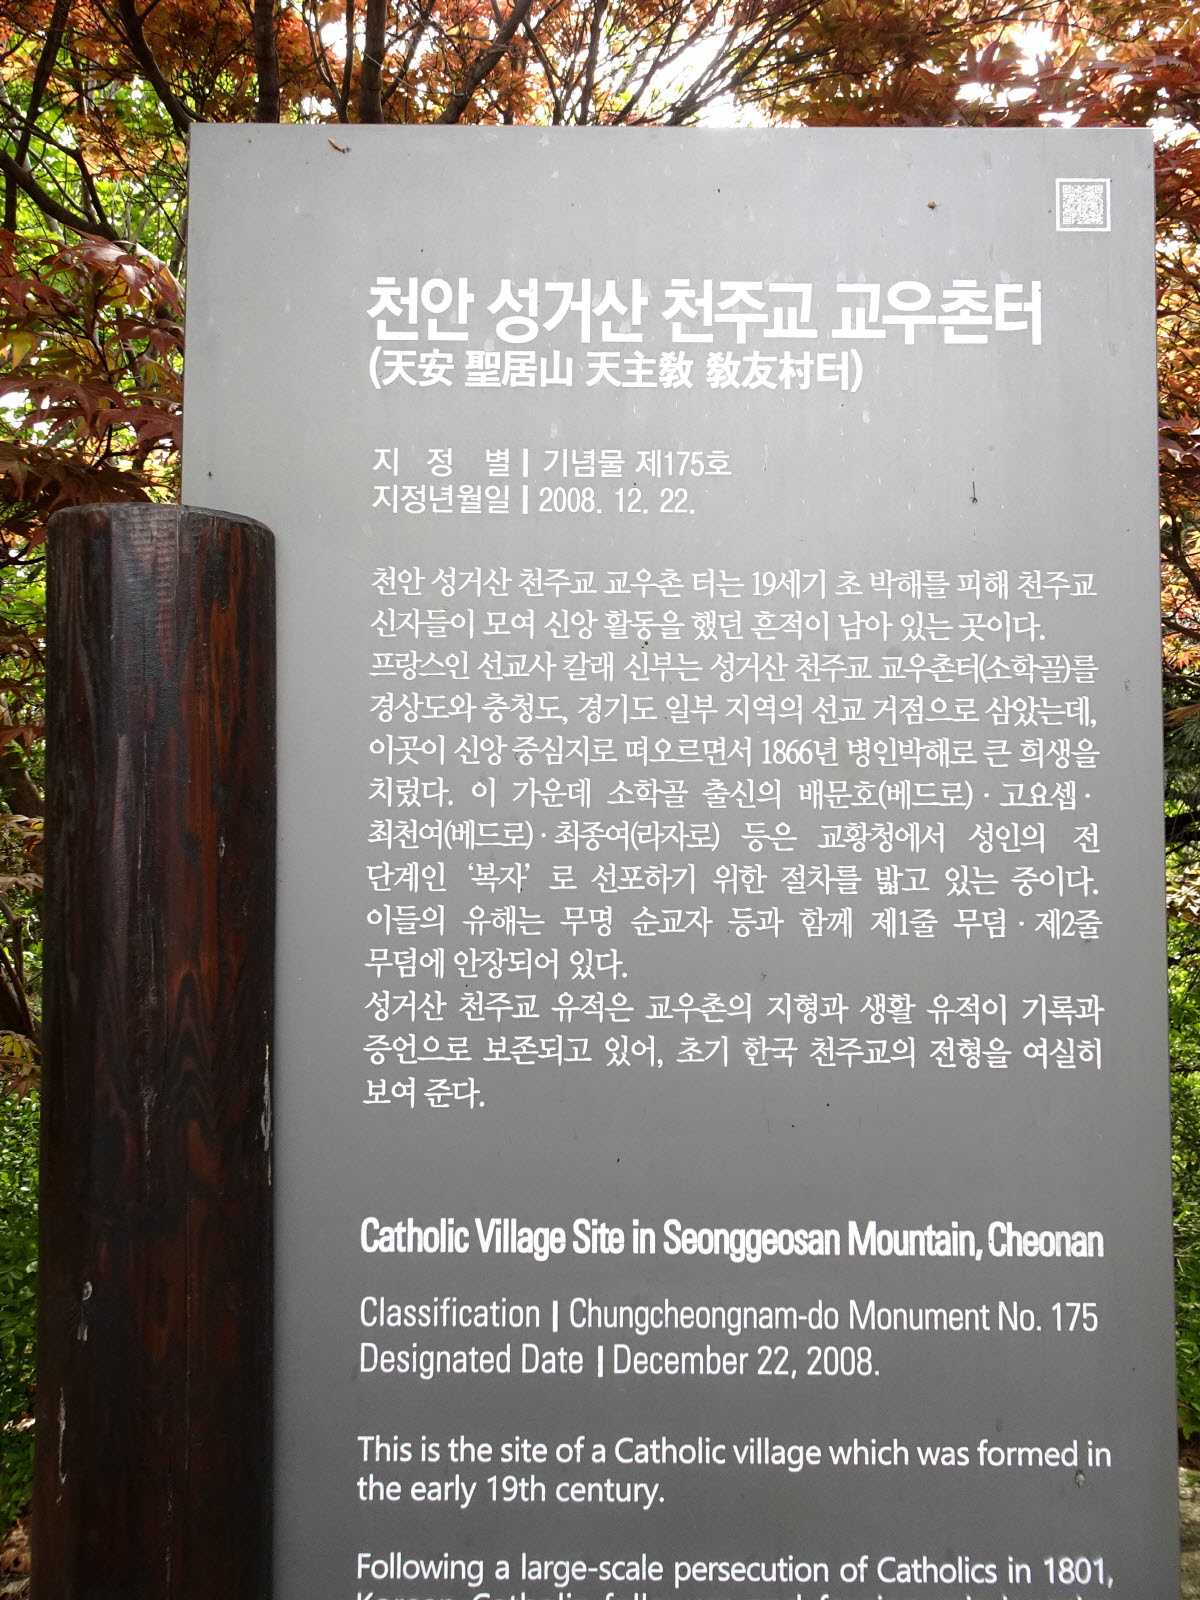 천안 성거산 천주교 교우촌터
(天安 聖居山 天主敎 敎友村터)
지 정 별 | 기념물 제175호
지정년월일 | 2008. 12. 22.
천안 성거산 천주교 교우촌 터는 19세기 초 박해를 피해 천주교
신자들이 모여 신앙 활동을 했던 흔적이 남아 있는 곳이다.
프랑스인 선교사 칼래 신부는 성거산 천주교 교우촌터(소학골)를
경상도와 충청도, 경기도 일부 지역의 선교 거점으로 삼았는데,
이곳이 신앙 중심지로 떠오르면서 1866년 병인박해로 큰 희생을
치렀다. 이 가운데 소학골 출신의 배문호(베드로) · 고요셉 ·
최천여(베드로) · 최종여(라자로) 등은 교황청에서 성인의 전
단계인 ‘복자’ 로 선포하기 위한 절차를 밟고 있는 중이다.
이들의 유해는 무명 순교자 등과 함께 제1줄 무덤 · 제2줄
무덤에 안장되어 있다.
성거산 천주교 유적은 교우촌의 지형과 생활 유적이 기록과
증언으로 보존되고 있어, 초기 한국 천주교의 전형을 여실히
보여 준다.
Catholic Village Site in Seonggeosan Mountain, Cheonan
Classification | Chungcheongnam-do Monument No. 175
Designated Date | December 22, 2008.
This is the site of a Catholic village which was formed in
the early 19th century.
Following a large-scale persecution of Catholics in 1801,